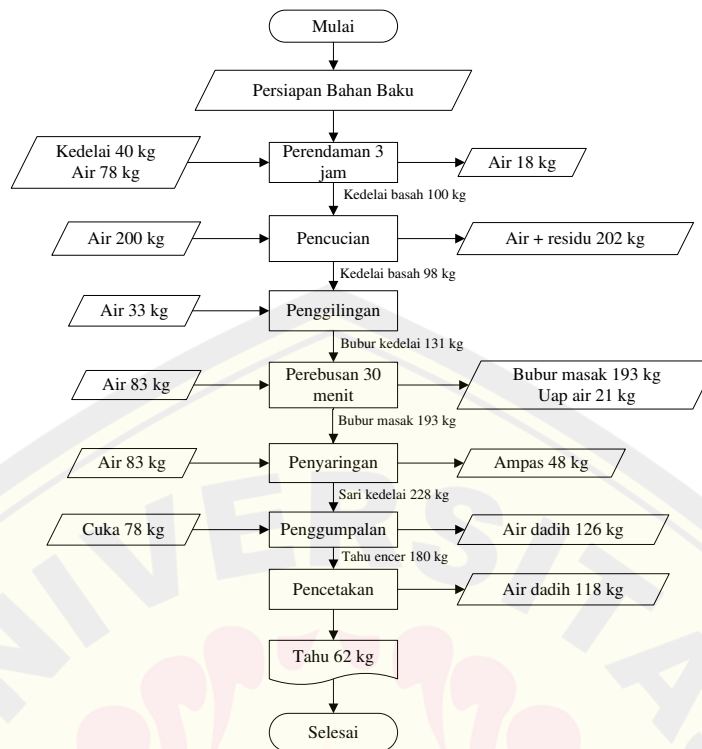 Mulai
Persiapan Bahan Baku
Kedelai 40 kg
Air 78 kg
Perendaman 3
jam
Air 18 kg
Kedelai basah 100 kg
Air 200 kg
Pencucian
Air + residu 202 kg
Kedelai basah 98 kg
Air 33 kg
Penggilingan
Bubur kedelai 131 kg
Air 83 kg
Perebusan 30
menit
Bubur masak 193 kg
Uap air 21 kg
Bubur masak 193 kg
Air 83 kg
Penyaringan
Ampas 48 kg
Sari kedelai 228 kg
Cuka 78 kg
Penggumpalan
Air dadih 126 kg
Tahu encer 180 kg
Pencetakan
Air dadih 118 kg
Tahu 62 kg
Selesai
NIVERSITA